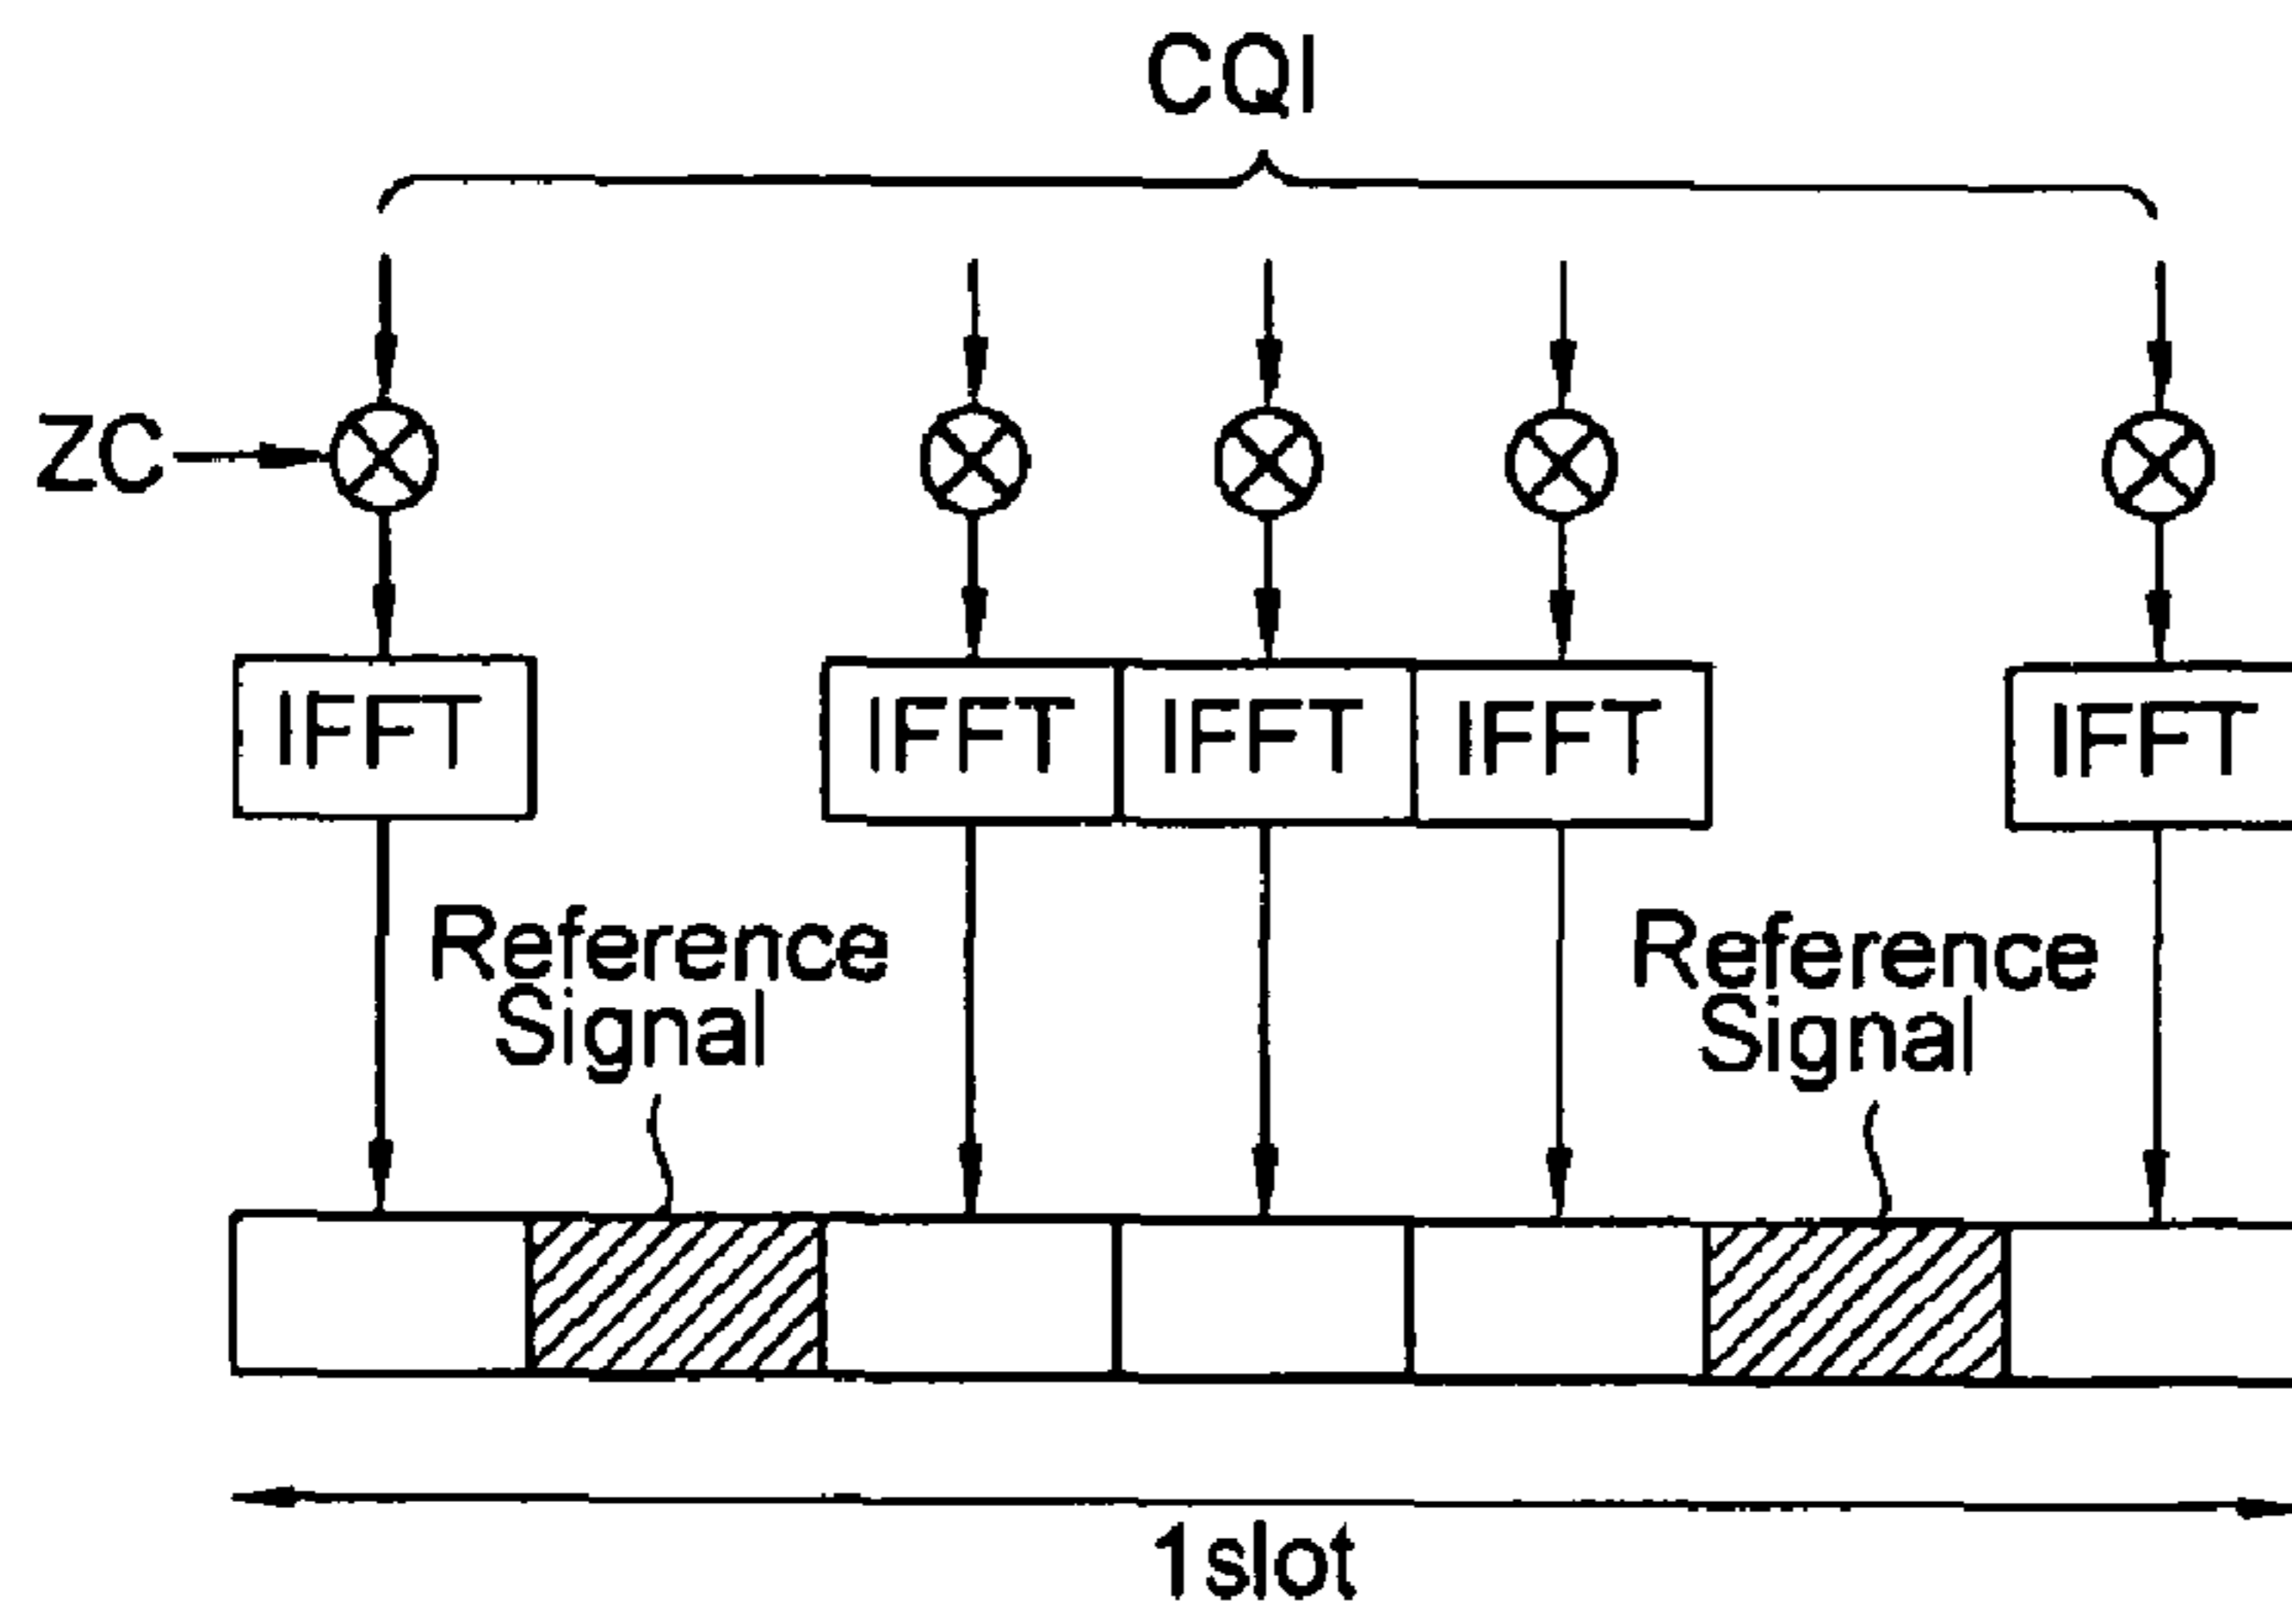 CQI
ZC
IFFT IFFT IFFT IFFT IFFT
Reference
Signal
Reference
Signal
1slot